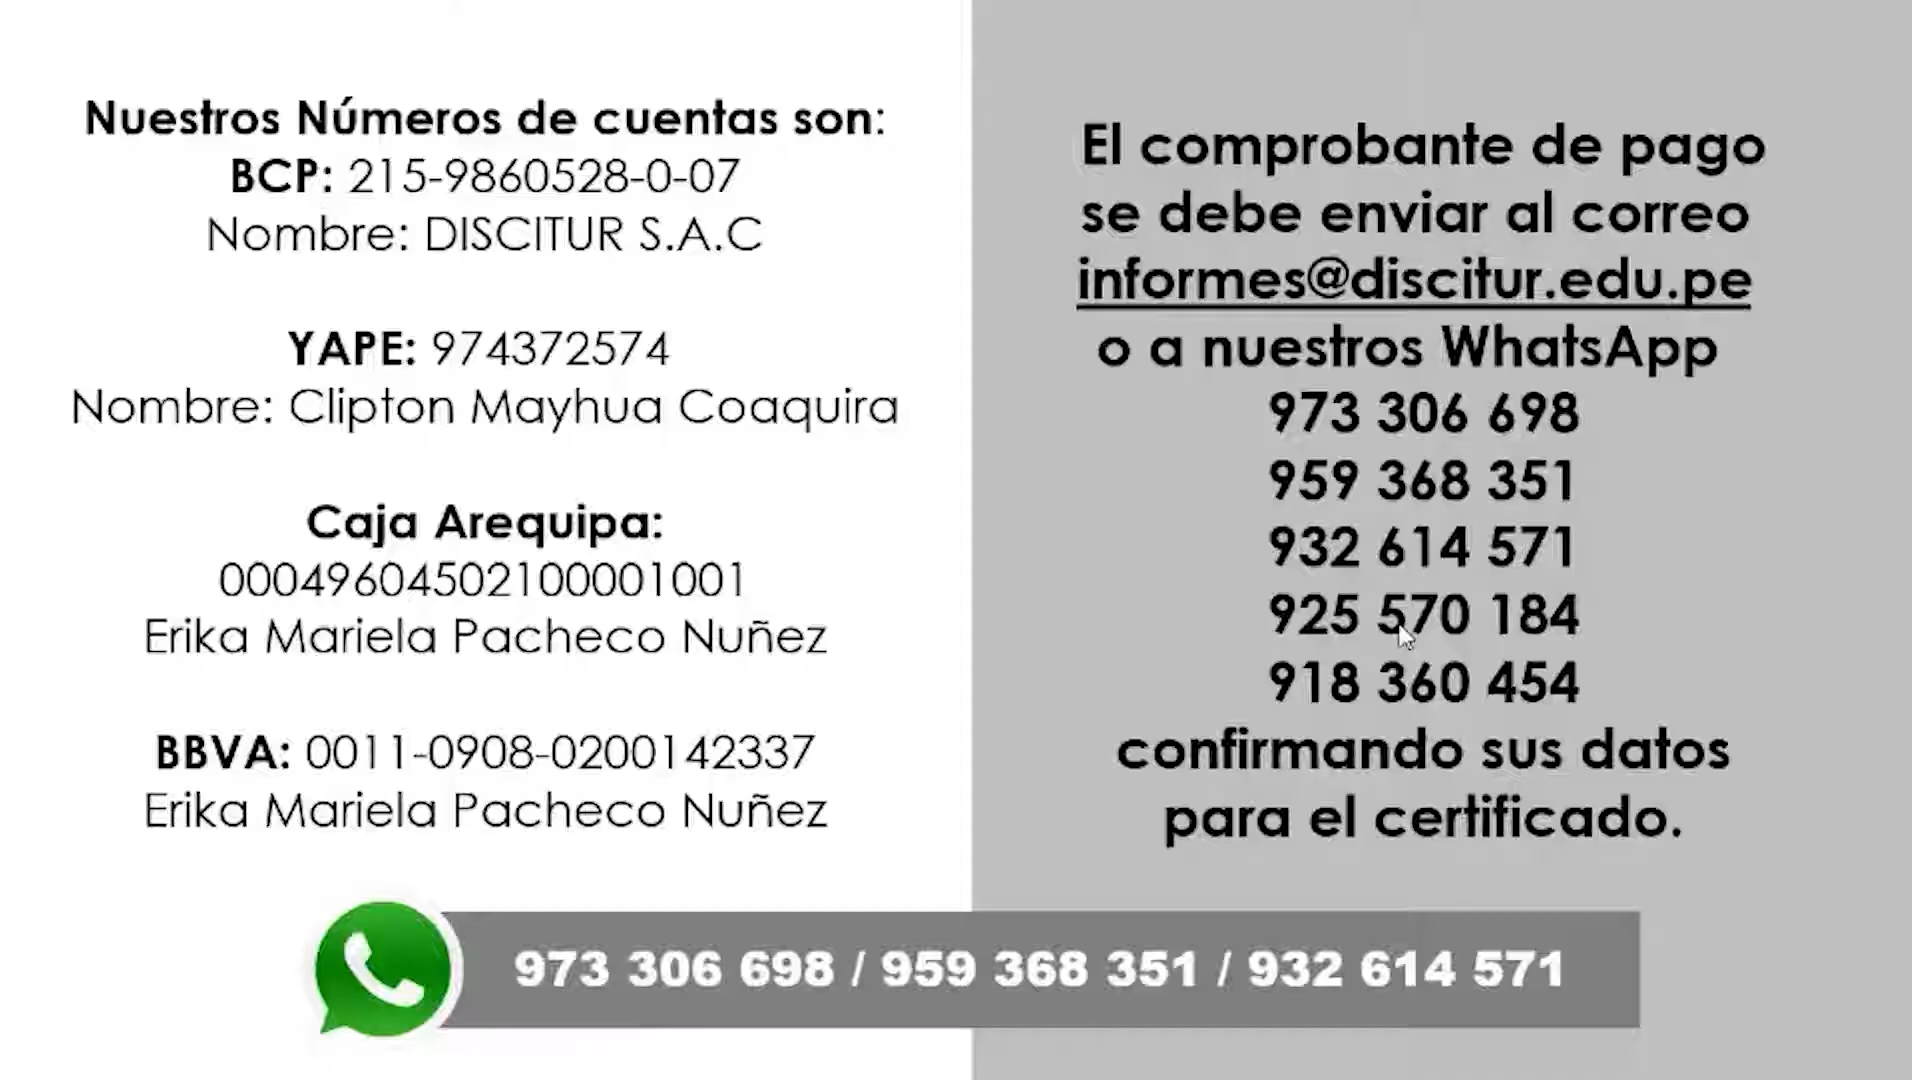 Nuestros Números de cuentas son:
BCP: 215-9860528-0-07
Nombre: DISCITUR S.A.C
YAPE: 974372574
Nombre: Clipton Mayhua Coaquira
Caja Arequipa:
00049604502100001001
Erika Mariela Pacheco Nuñez
BBVA: 0011-0908-0200142337
Erika Mariela Pacheco Nuñez
El comprobante de pago
se debe enviar al correo
informes@discitur.edu.pe
o a nuestros WhatsApp
973 306 698
959 368 351
932 614 571
925 570 184
918 360 454
confirmando sus datos
para el certificado.
973 306 698 / 959 368 351 / 932 614 571